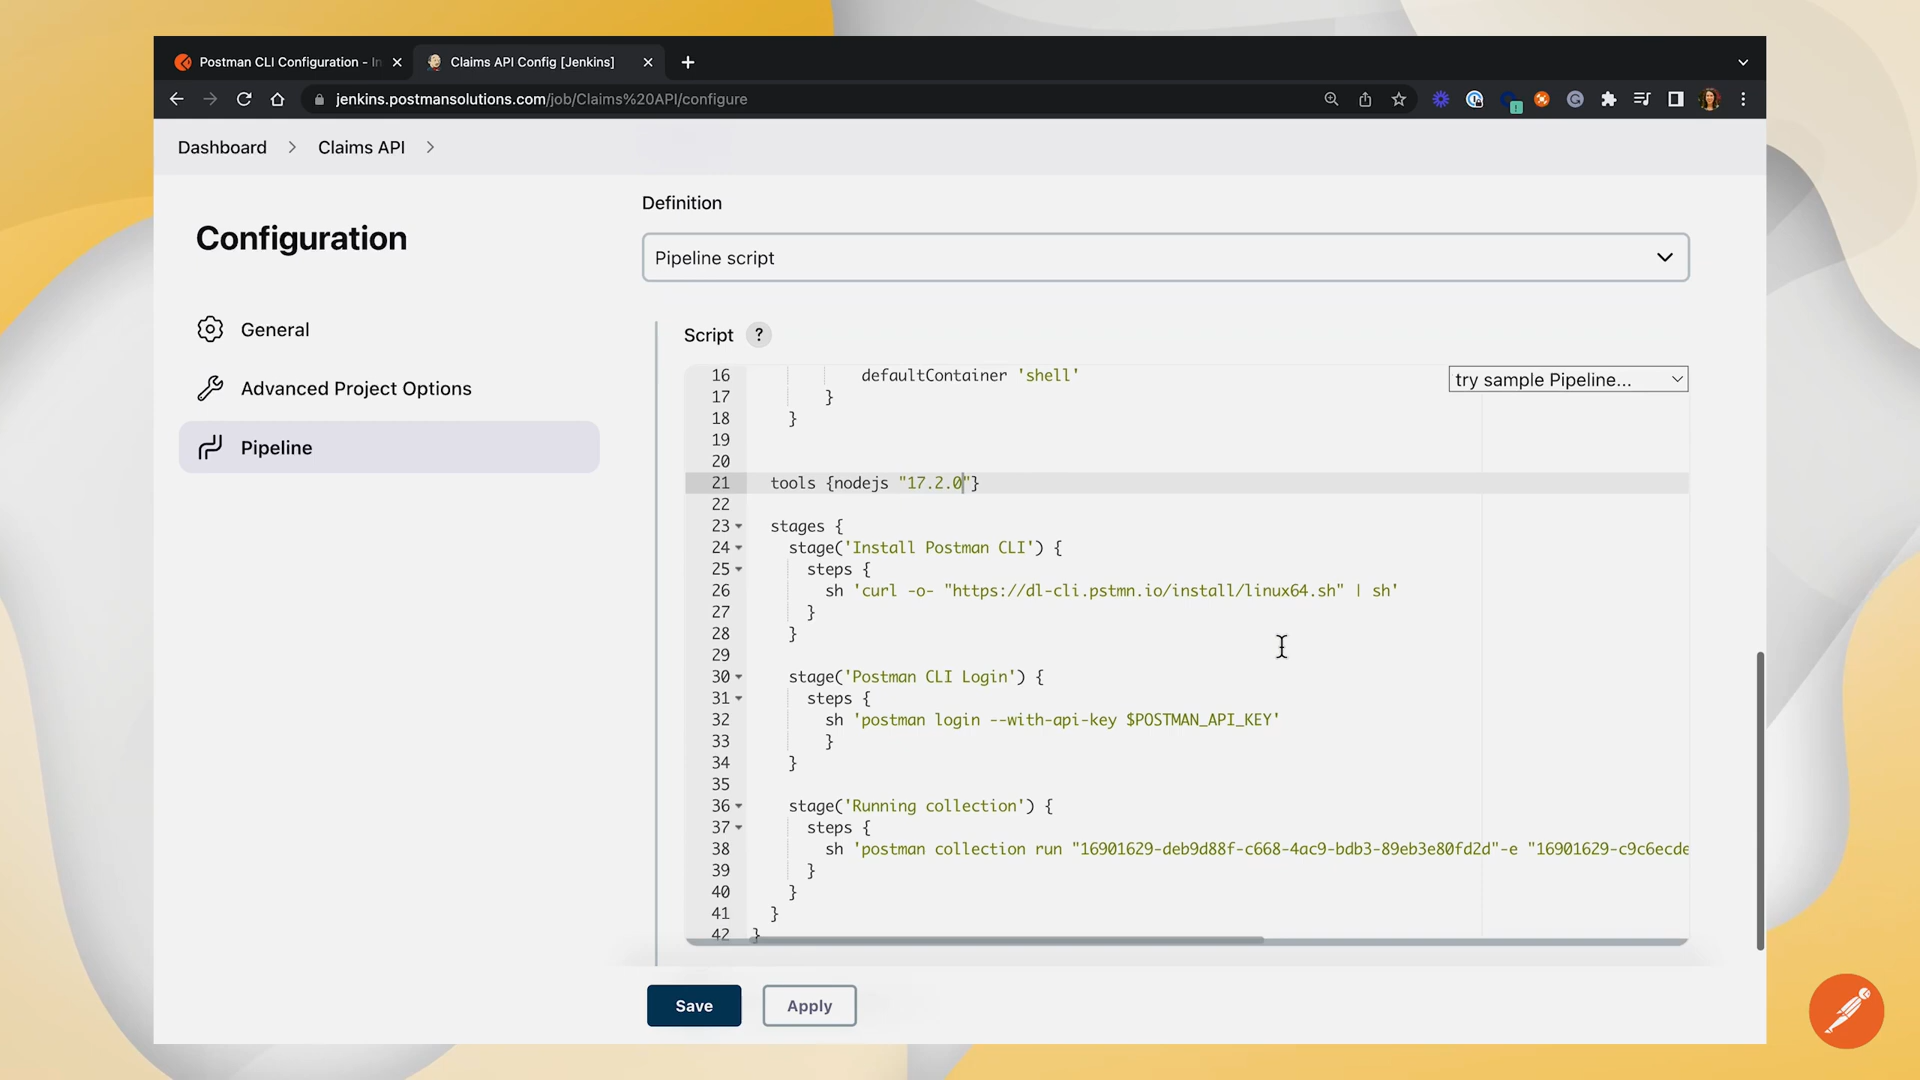 Postman CLI Configuration - In
Claims API Config [Jenkins]
jenkins.postmansolutions.com/job/Claims%20API/configure
Dashboard > Claims API >
Configuration
General
Advanced Project Options
Pipeline
Definition
Pipeline script
Script ?
try sample Pipeline...
16 defaultContainer 'shell'
17 }
18 }
19
20
21 tools {nodejs "17.2.0"}
22
23 stages {
24 stage('Install Postman CLI') {
25 steps {
26 sh 'curl -o- "https://dl-cli.pstmn.io/install/linux64.sh" | sh'
27 }
28 }
29
30 stage('Postman CLI Login') {
31 steps {
32 sh 'postman login --with-api-key $POSTMAN_API_KEY'
33 }
34 }
35
36 stage('Running collection') {
37 steps {
38 sh 'postman collection run "16901629-deb9d88f-c668-4ac9-bdb3-89eb3e80fd2d"-e "16901629-c9c6ecde
39 }
40 }
41 }
42 }
Save
Apply